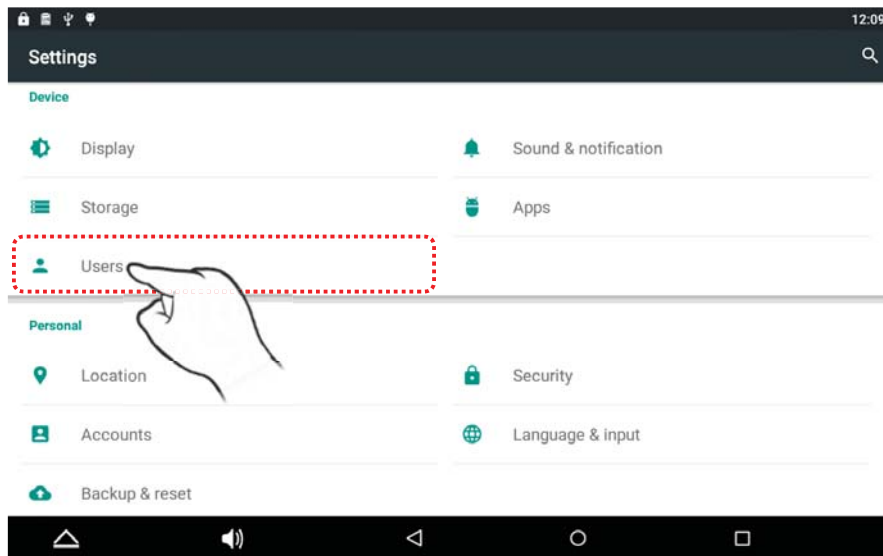 12:09
Settings
Device
Display
Sound & notification
Storage
Apps
Users
Personal
Location
Security
Accounts
Language & input
Backup & reset